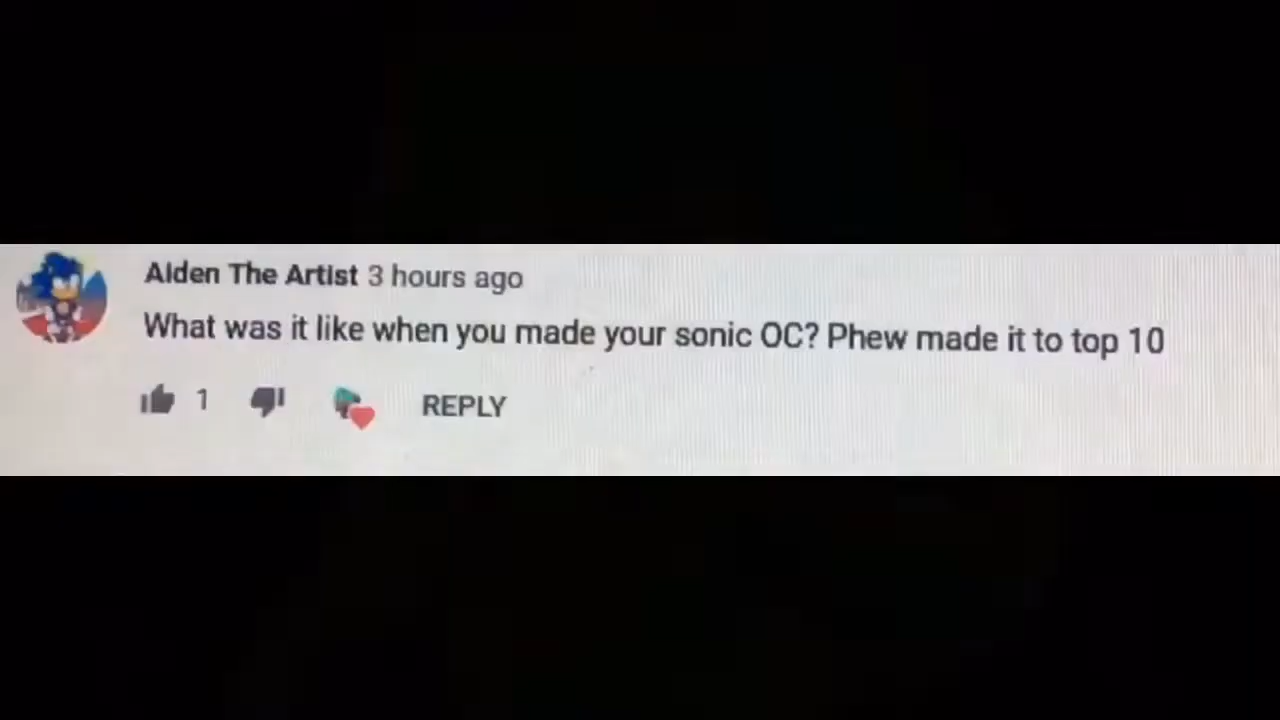 Aiden The Artist 3 hours ago
What was it like when you made your sonic OC? Phew made it to top 10
1 REPLY